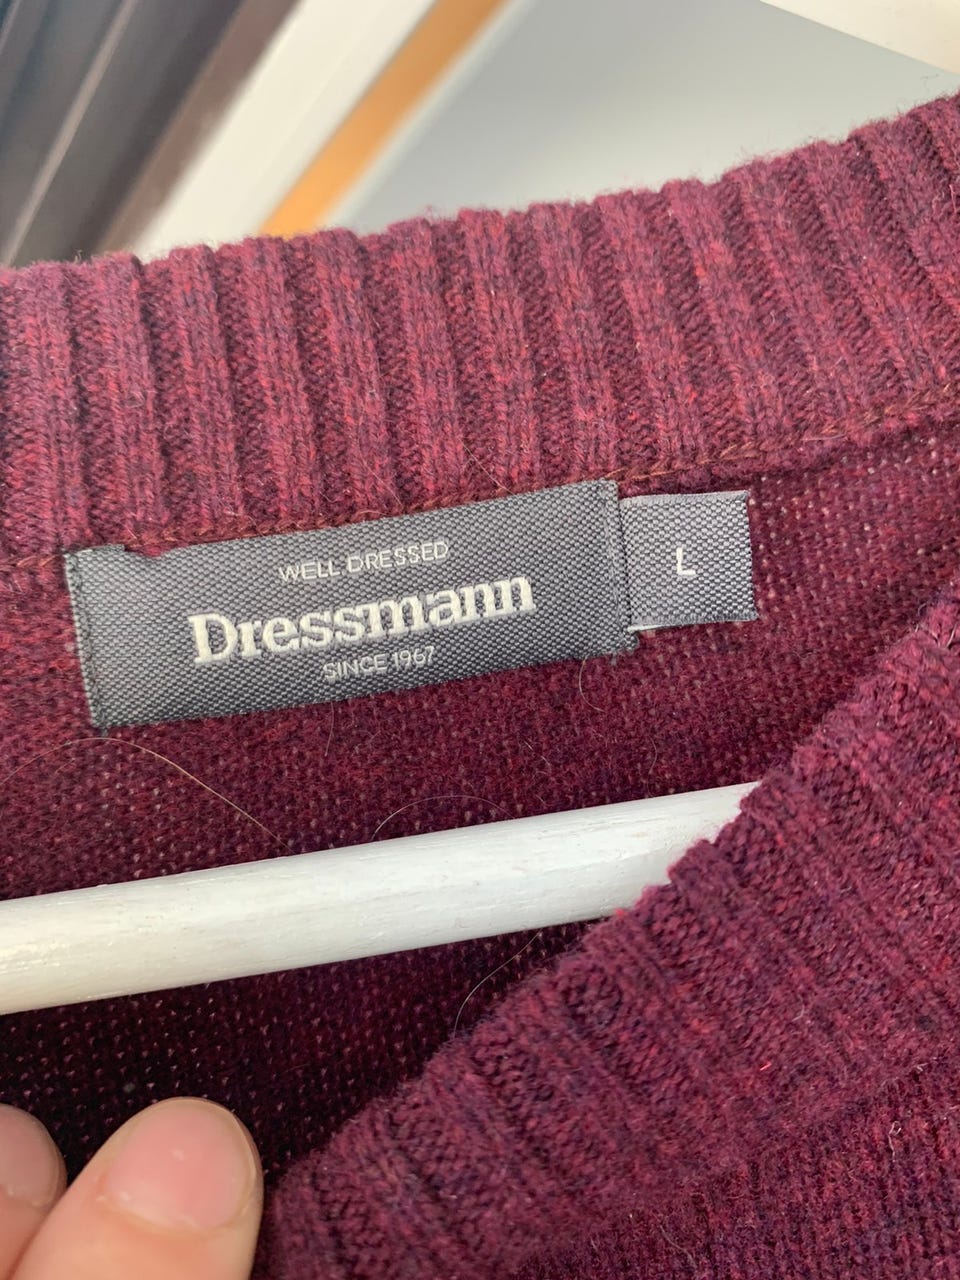 WELL DRESSED
Dressmann
SINCE 1967
L